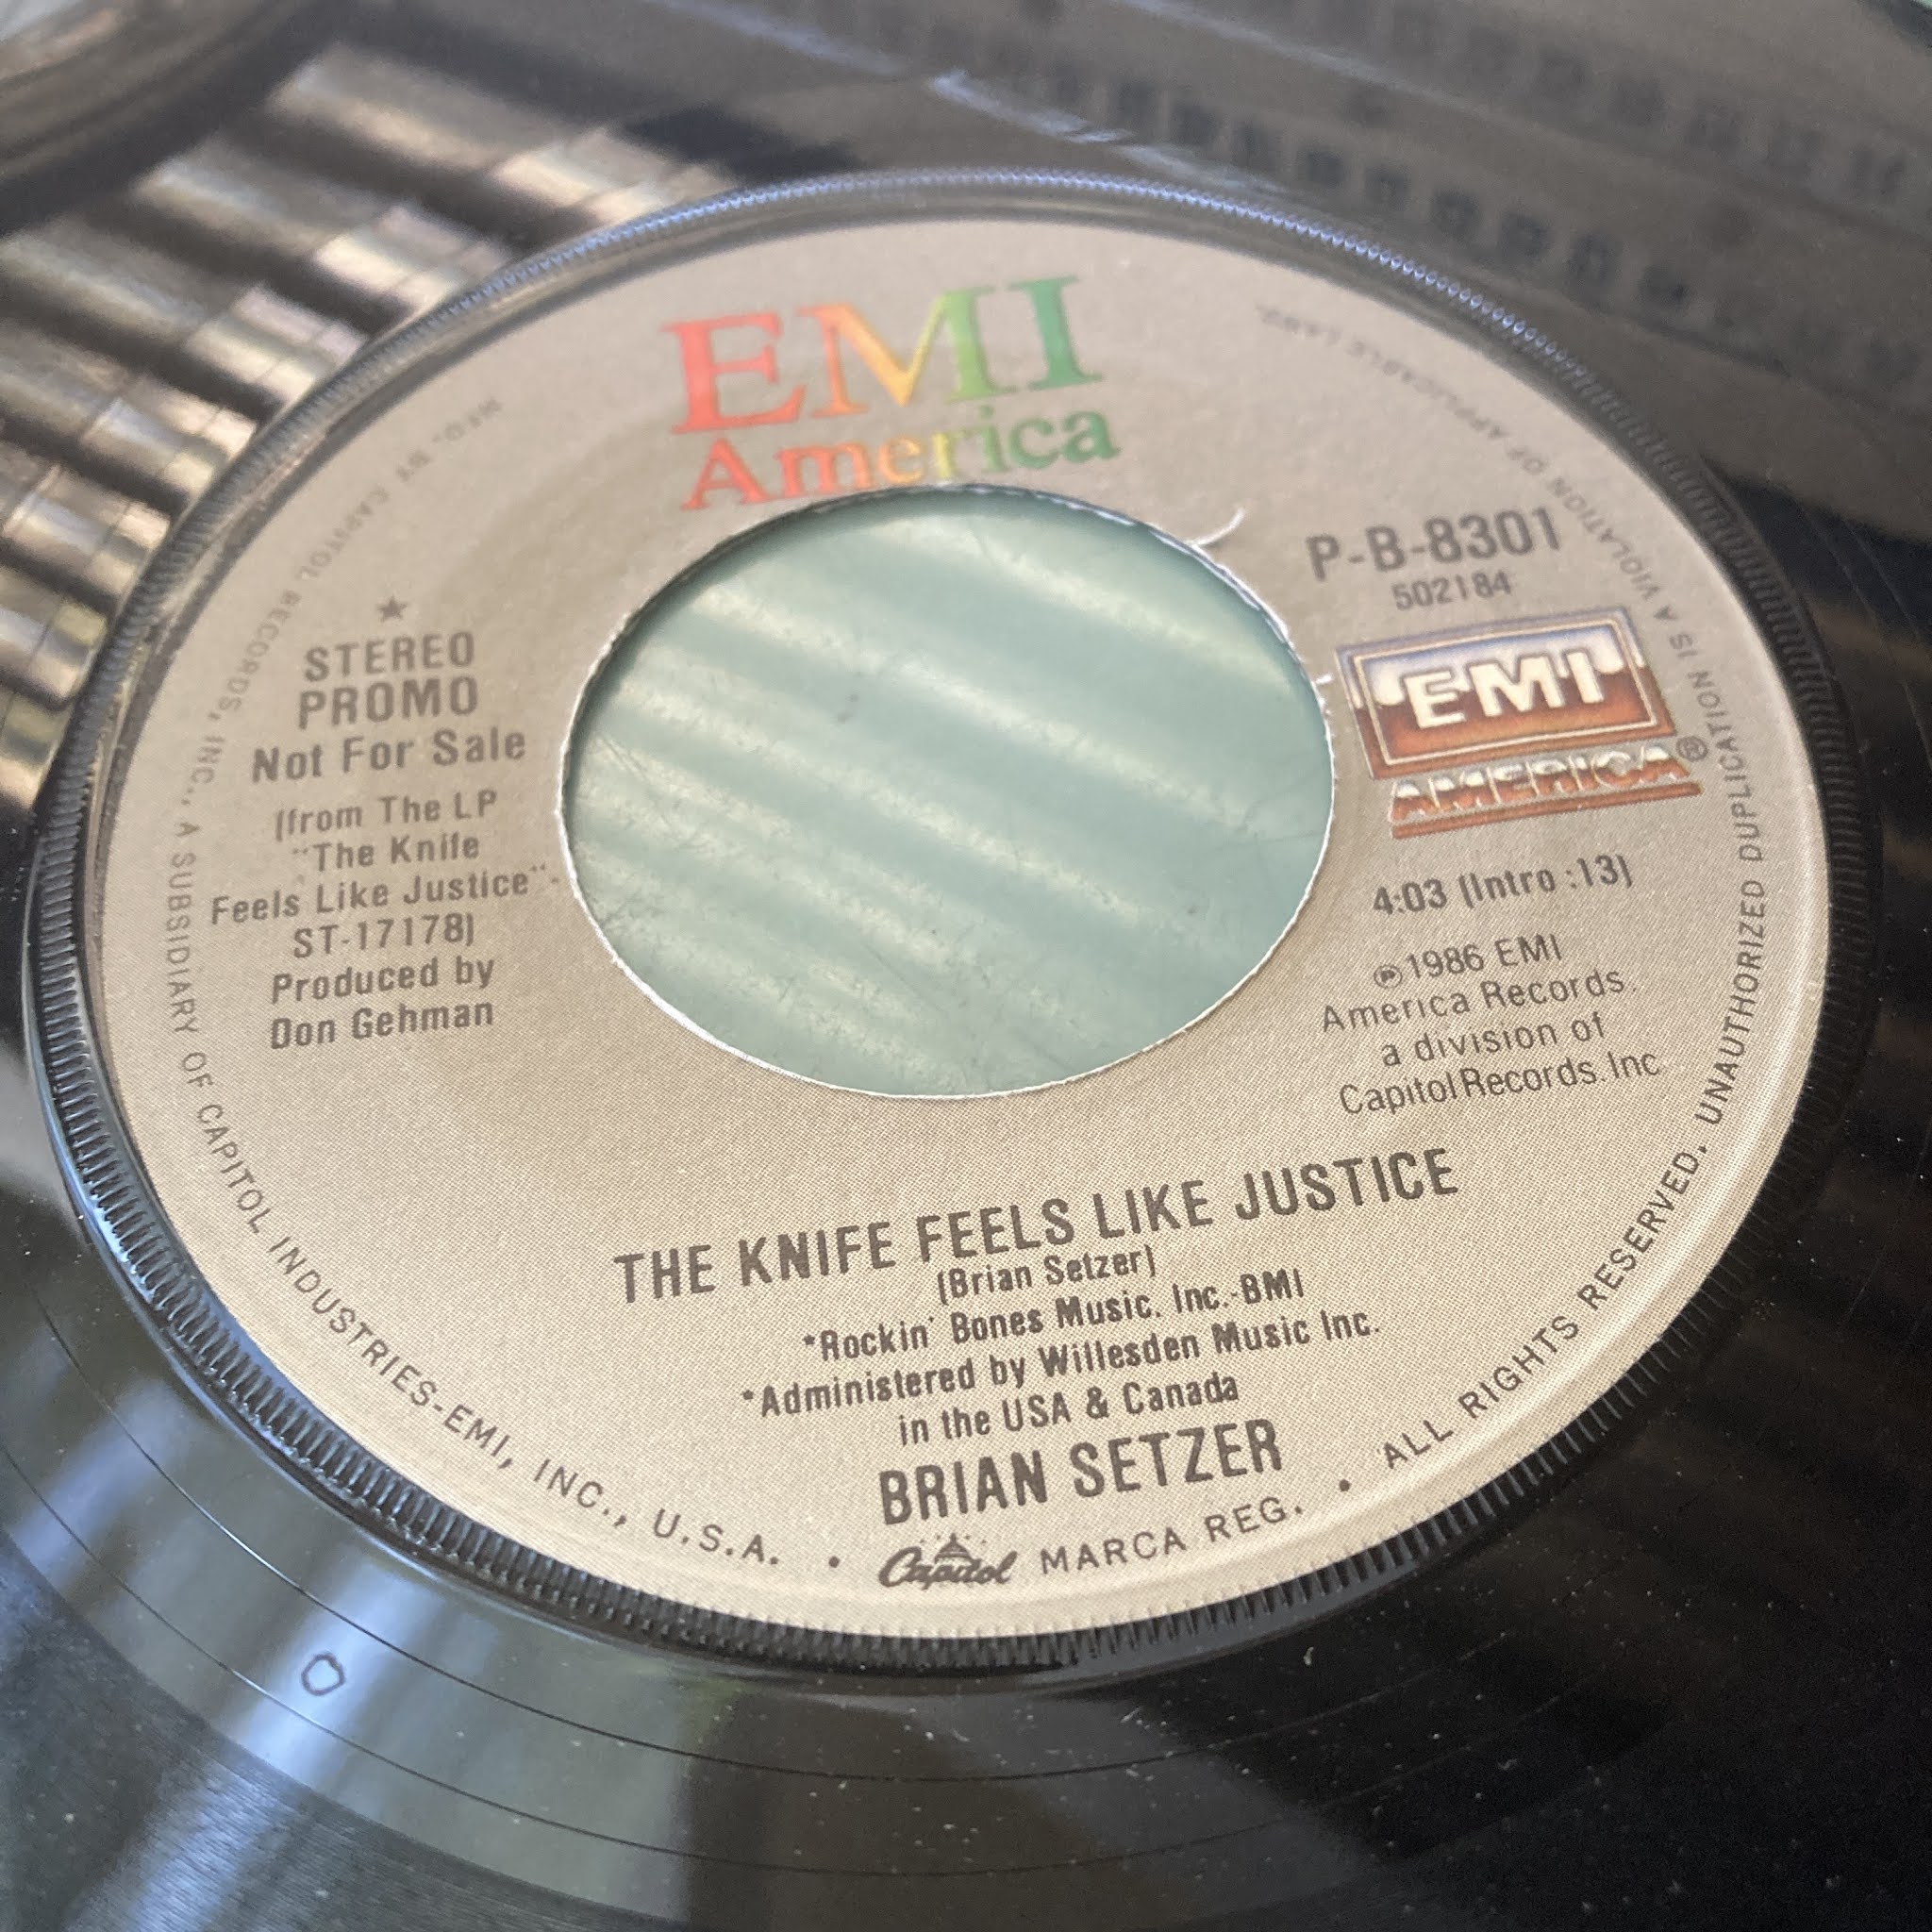 EMI
America
P-B-8301
502184
EMI
AMERICA®
★
STEREO
PROMO
Not For Sale
(from The LP
"The Knife
Feels Like Justice"-
ST-17178)
Produced by
Don Gehman
4:03 (Intro :13)
℗1986 EMI
America Records.
a division of
Capitol Records. Inc.
THE KNIFE FEELS LIKE JUSTICE
(Brian Setzer)
*Rockin' Bones Music. Inc.-BMI
*Administered by Willesden Music Inc.
in the USA & Canada
BRIAN SETZER
MFD. BY CAPITOL RECORDS, INC., A SUBSIDIARY OF CAPITOL INDUSTRIES-EMI, INC., U.S.A. • Capitol MARCA REG. • ALL RIGHTS RESERVED. UNAUTHORIZED DUPLICATION IS A VIOLATION OF APPLICABLE LAWS.